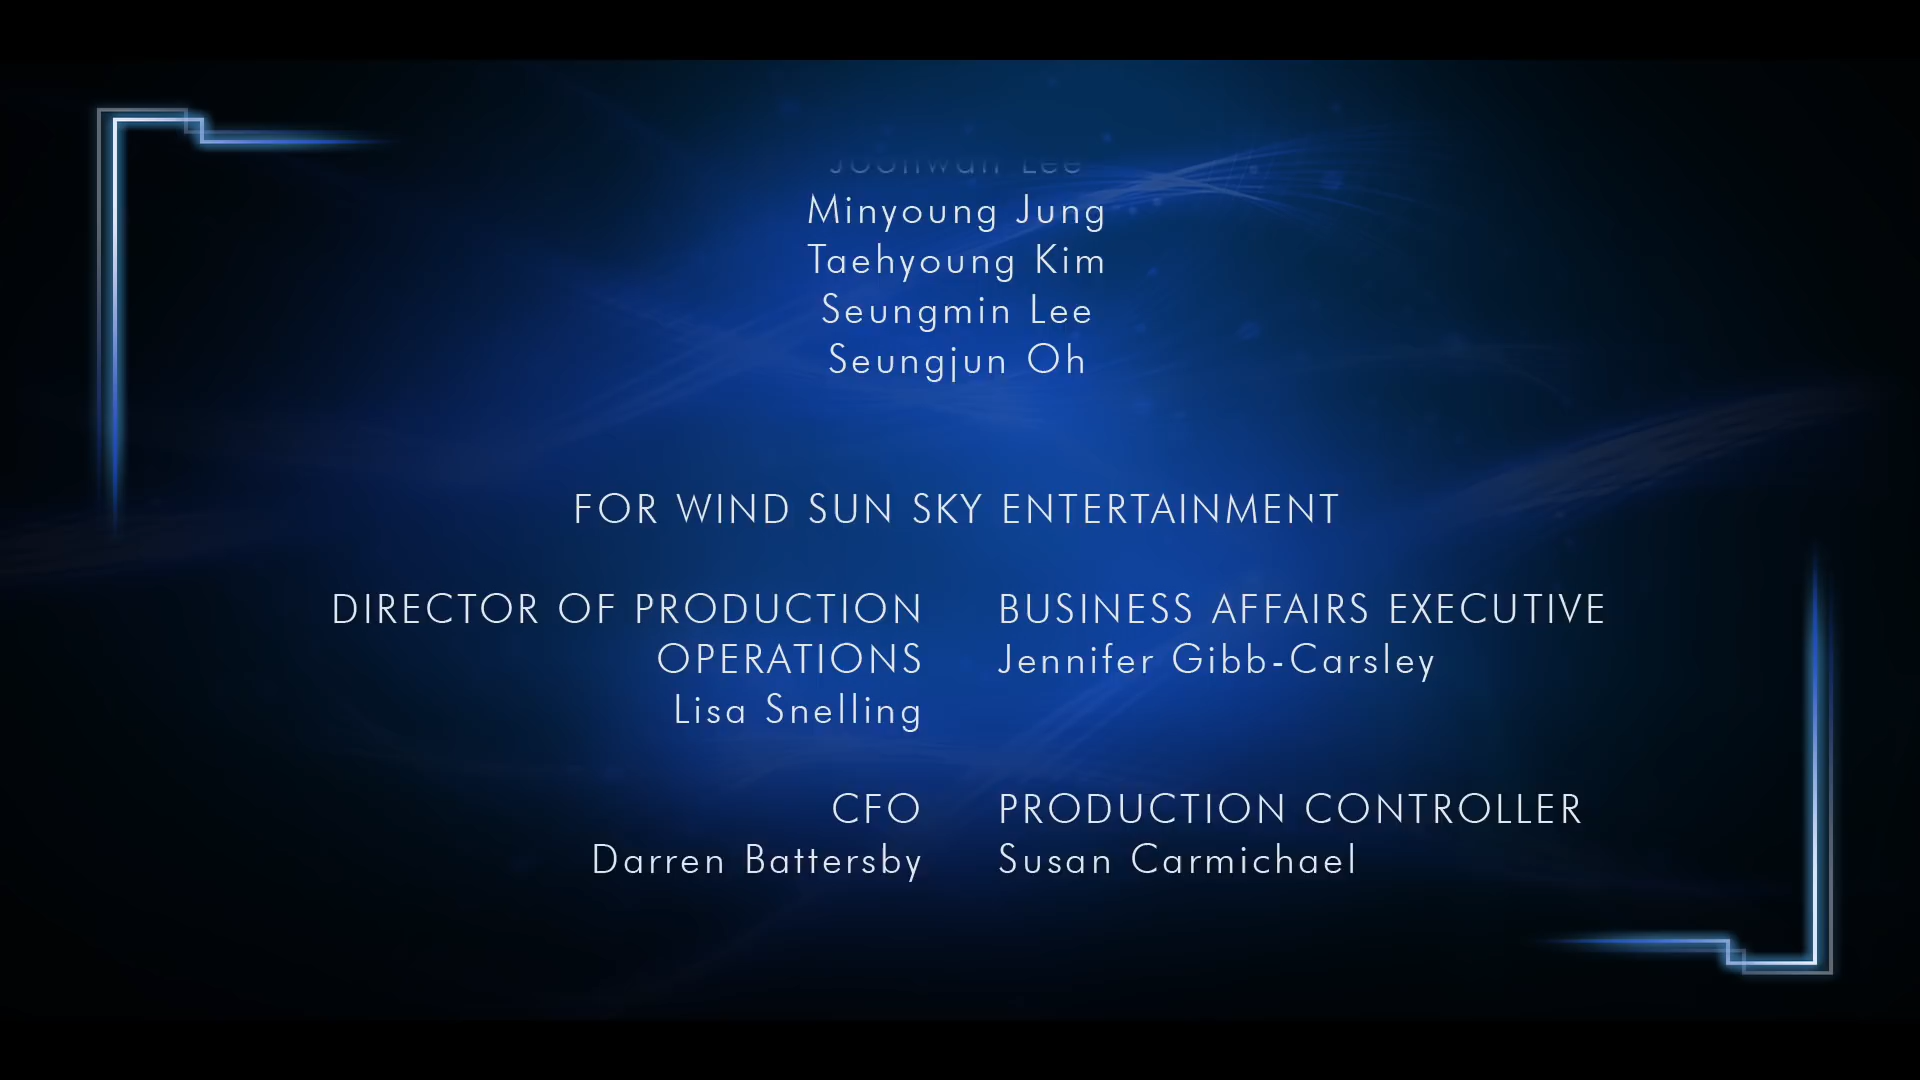 Lee
Minyoung Jung
Taehyoung Kim
Seungmin Lee
Seungjun Oh
FOR WIND SUN SKY ENTERTAINMENT
DIRECTOR OF PRODUCTION
OPERATIONS
Lisa Snelling
BUSINESS AFFAIRS EXECUTIVE
Jennifer Gibb-Carsley
CFO
Darren Battersby
PRODUCTION CONTROLLER
Susan Carmichael